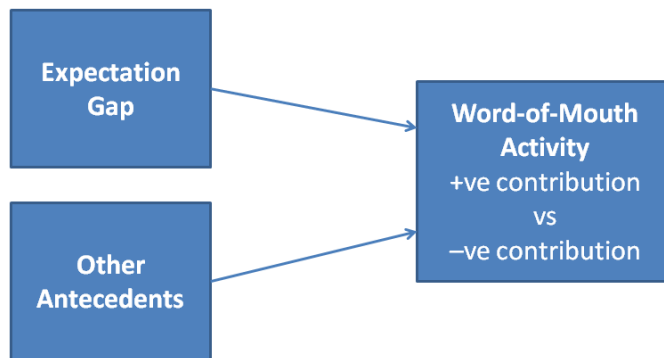 Expectation
Gap
Word-of-Mouth
Activity
+ve contribution
vs
–ve contribution
Other
Antecedents